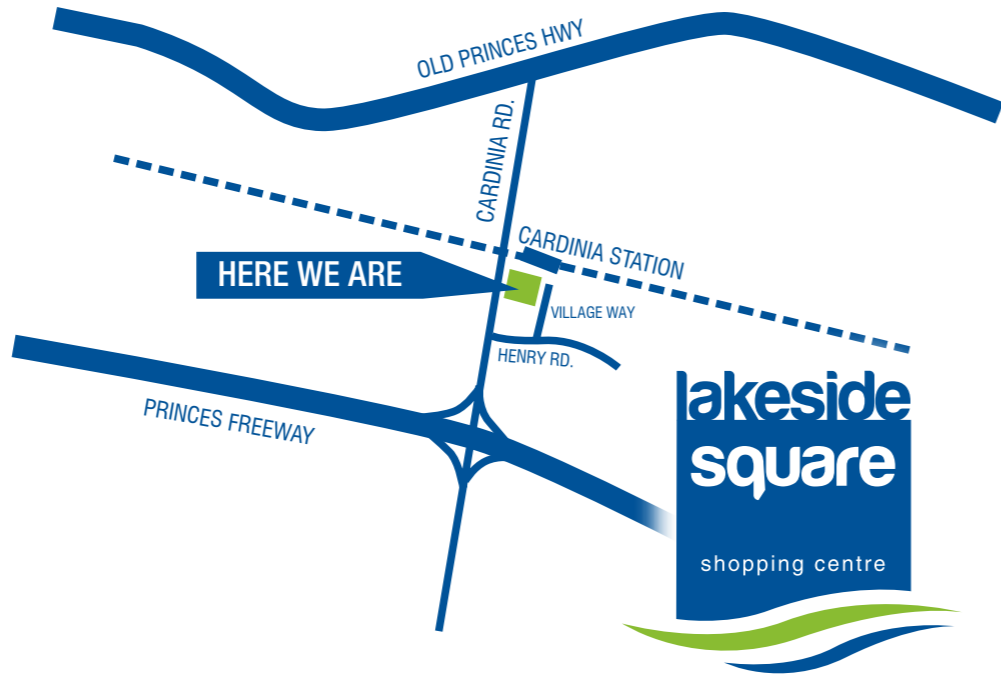 OLD PRINCES HWY
CARDINIA RD.
CARDINIA STATION
HERE WE ARE
VILLAGE WAY
HENRY RD.
PRINCES FREEWAY
lakeside
square
shopping centre